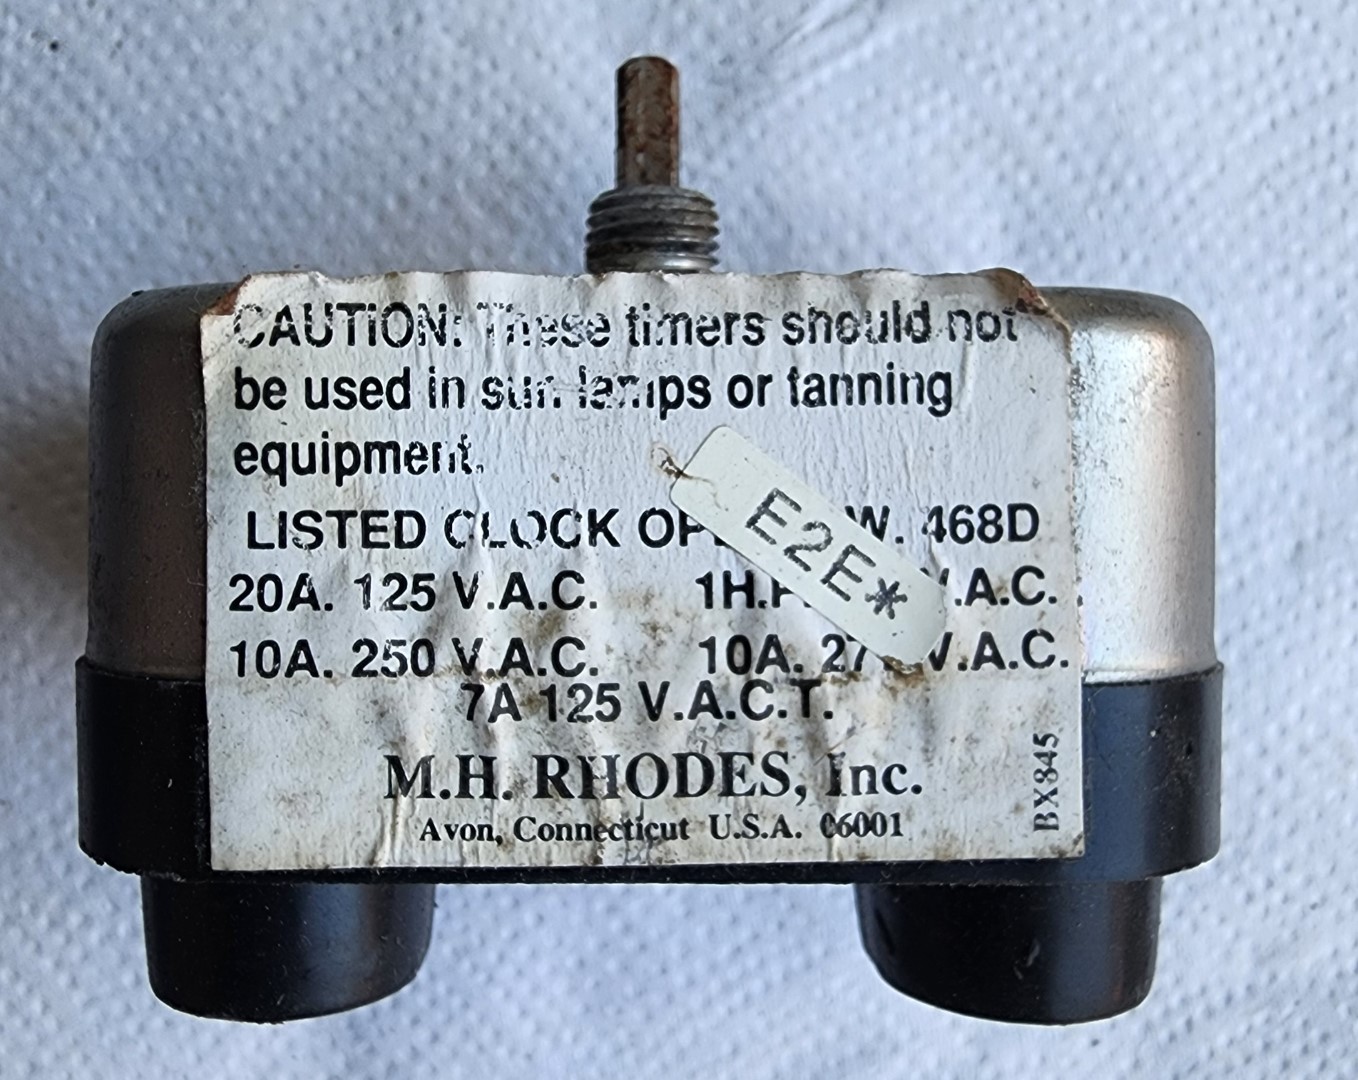 CAUTION: These timers should not
be used in sun lamps or tanning
equipment.
LISTED CLOCK OP W. 468D
E2E*
20A. 125 V.A.C. 1H.P. V.A.C.
10A. 250 V.A.C. 10A. 27 V.A.C.
7A 125 V.A.C.T.
M.H. RHODES, Inc.
Avon, Connecticut U.S.A. 06001
BX845